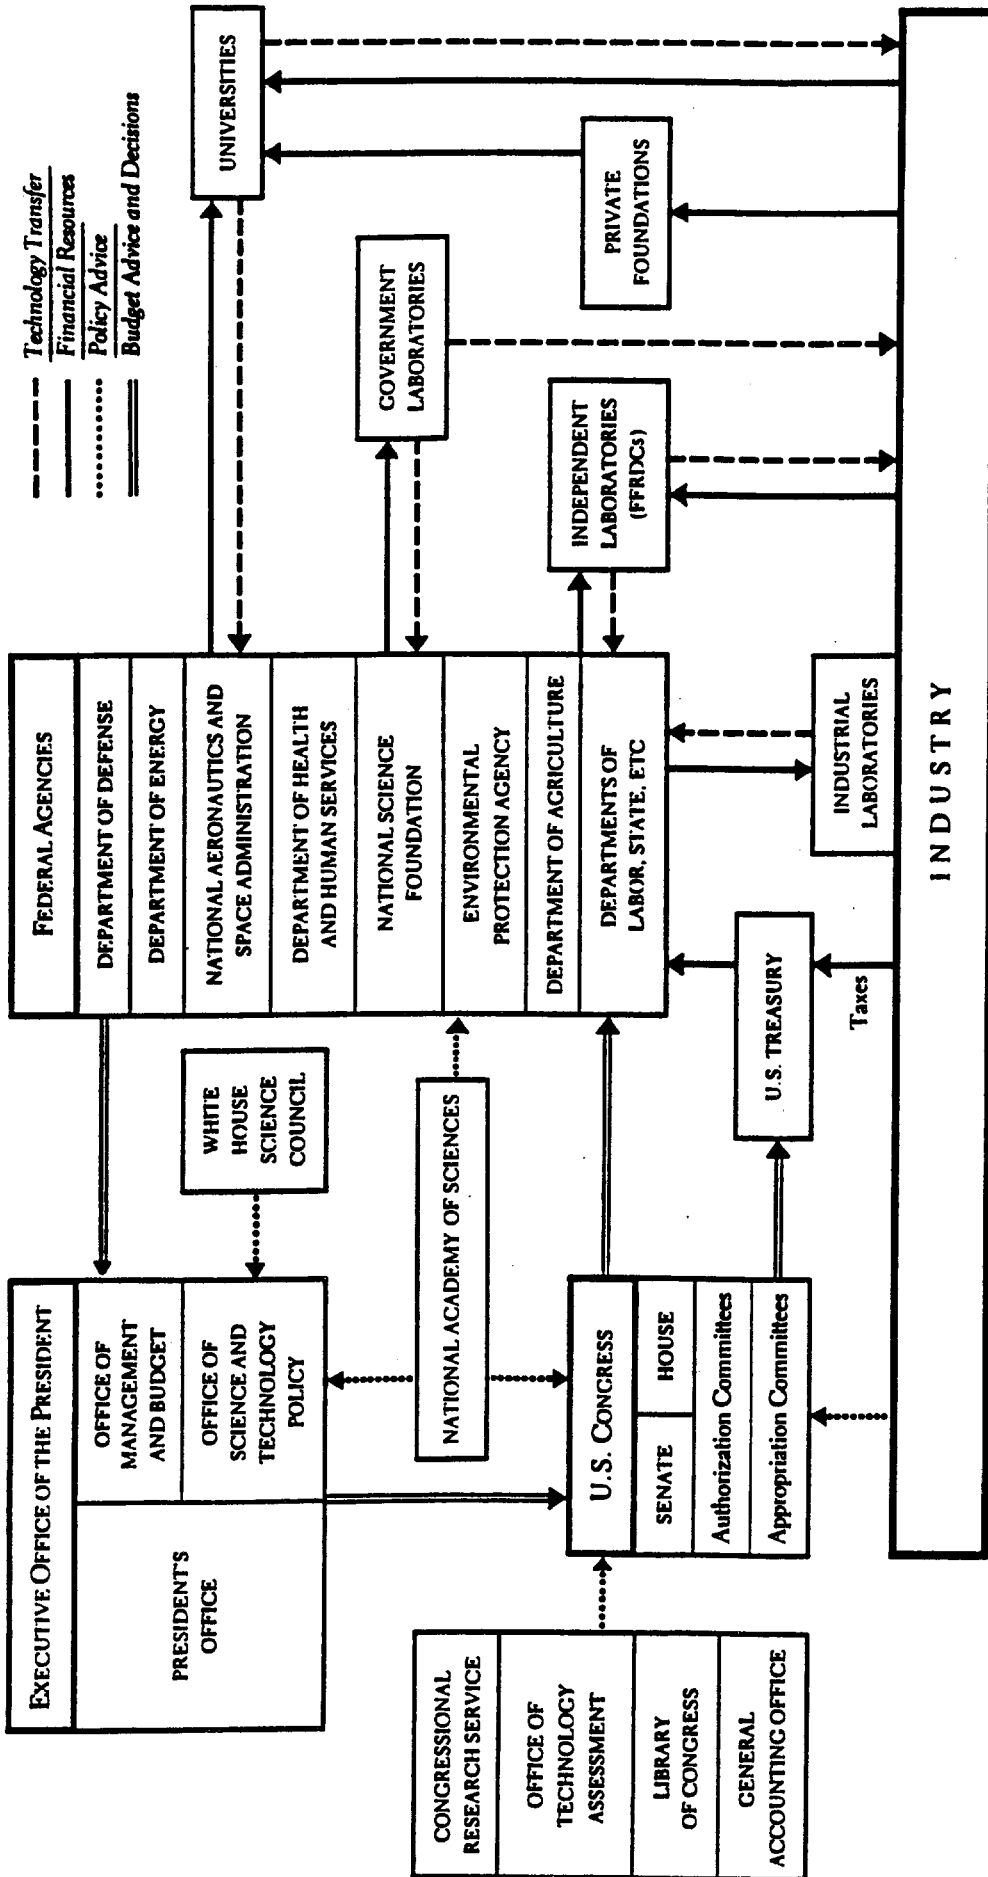 Technology Transfer
Financial Resources
Policy Advice
Budget Advice and Decisions
EXECUTIVE OFFICE OF THE PRESIDENT
PRESIDENT'S
OFFICE
OFFICE OF
MANAGEMENT
AND BUDGET
OFFICE OF
SCIENCE AND
TECHNOLOGY
POLICY
WHITE
HOUSE
SCIENCE
COUNCIL
FEDERAL AGENCIES
DEPARTMENT OF DEFENSE
DEPARTMENT OF ENERGY
NATIONAL AERONAUTICS AND
SPACE ADMINISTRATION
DEPARTMENT OF HEALTH
AND HUMAN SERVICES
NATIONAL SCIENCE
FOUNDATION
ENVIRONMENTAL
PROTECTION AGENCY
DEPARTMENT OF AGRICULTURE
DEPARTMENTS OF
LABOR, STATE, ETC
UNIVERSITIES
GOVERNMENT
LABORATORIES
INDEPENDENT
LABORATORIES
(FFRDCs)
PRIVATE
FOUNDATIONS
NATIONAL ACADEMY OF SCIENCES
CONGRESSIONAL
RESEARCH SERVICE
OFFICE OF
TECHNOLOGY
ASSESSMENT
LIBRARY
OF CONGRESS
GENERAL
ACCOUNTING OFFICE
U.S. CONGRESS
SENATE
HOUSE
Authorization Committees
Appropriation Committees
U.S. TREASURY
Taxes
INDUSTRIAL
LABORATORIES
INDUSTRY